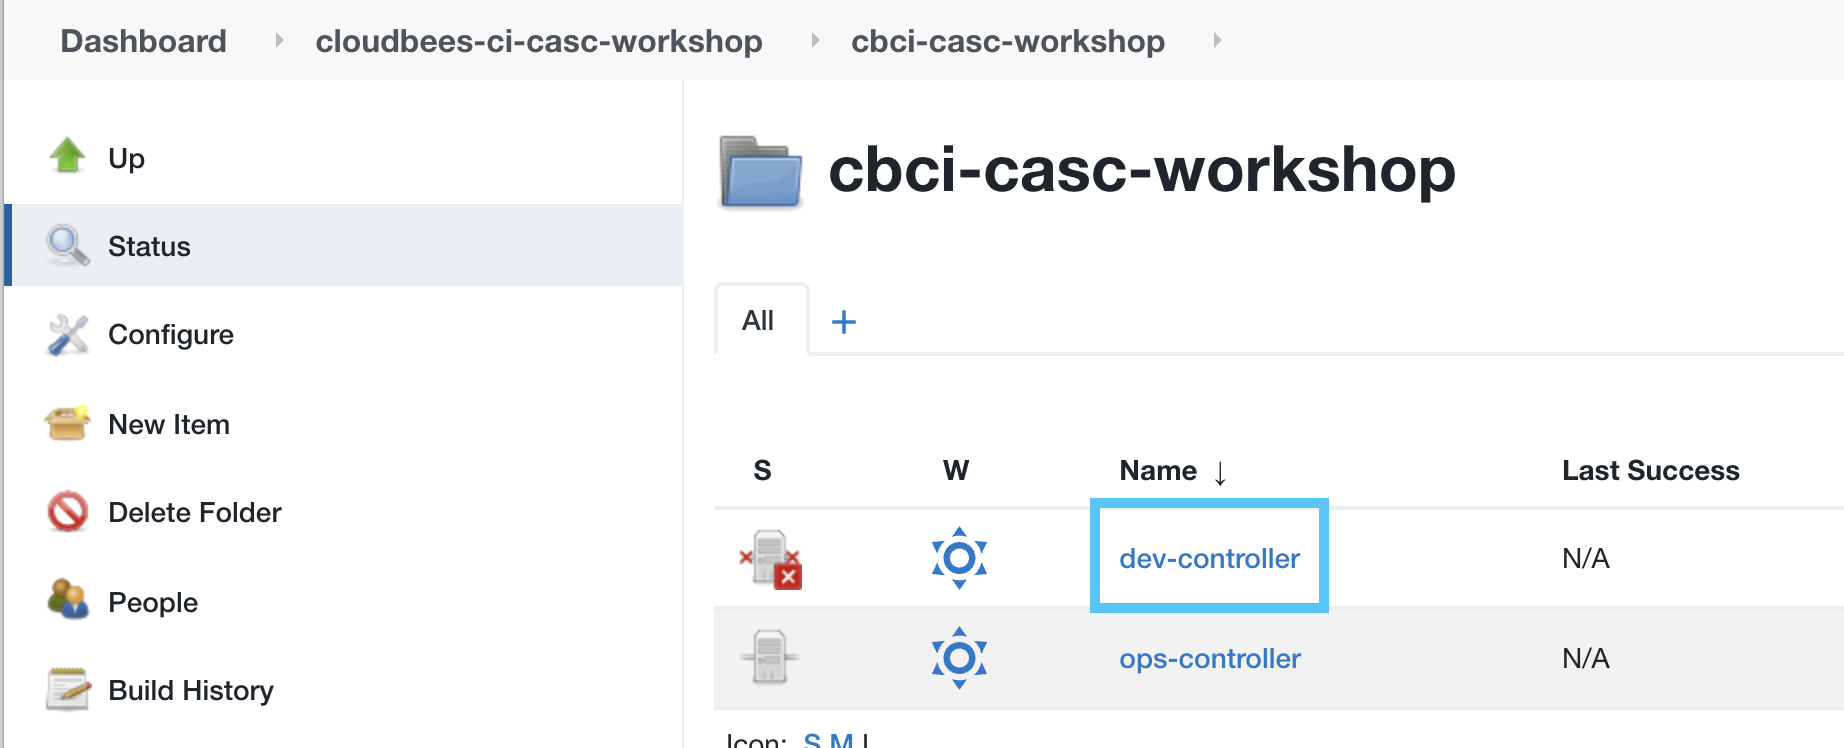 Dashboard cloudbees-ci-casc-workshop cbci-casc-workshop
Up
Status
Configure
New Item
Delete Folder
People
Build History
cbci-casc-workshop
All +
S W Name ↓ Last Success
dev-controller N/A
ops-controller N/A
Icon: S M L